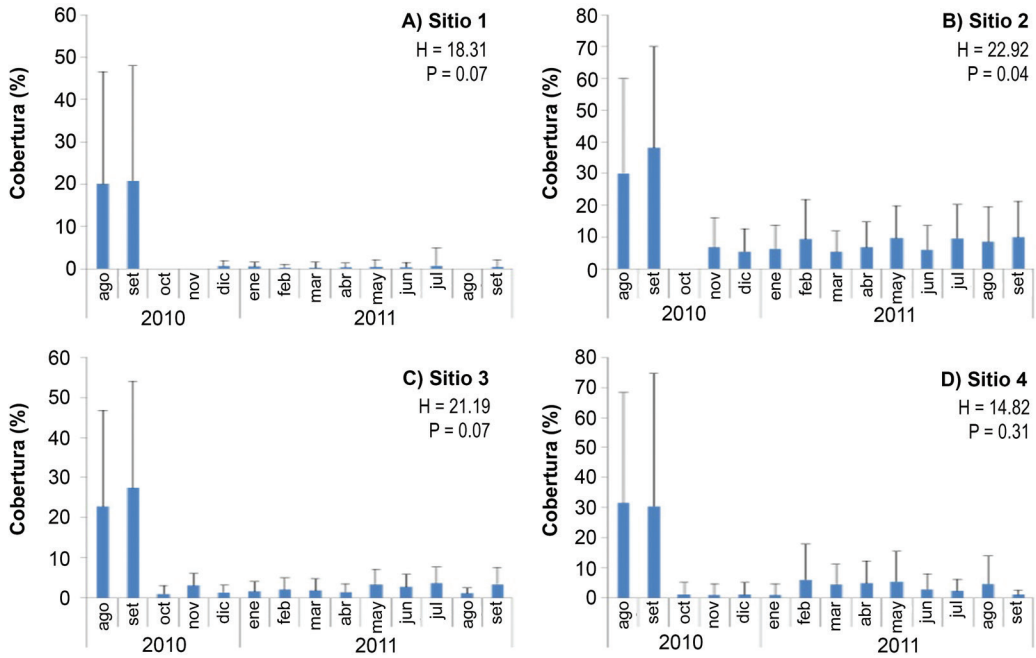 A) Sitio 1
H = 18.31
P = 0.07
Cobertura (%)
60
50
40
30
20
10
0
ago set oct nov dic ene feb mar abr may jun jul ago set
2010 2011
B) Sitio 2
H = 22.92
P = 0.04
Cobertura (%)
80
70
60
50
40
30
20
10
0
ago set oct nov dic ene feb mar abr may jun jul ago set
2010 2011
C) Sitio 3
H = 21.19
P = 0.07
Cobertura (%)
60
50
40
30
20
10
0
ago set oct nov dic ene feb mar abr may jun jul ago set
2010 2011
D) Sitio 4
H = 14.82
P = 0.31
Cobertura (%)
80
70
60
50
40
30
20
10
0
ago set oct nov dic ene feb mar abr may jun jul ago set
2010 2011